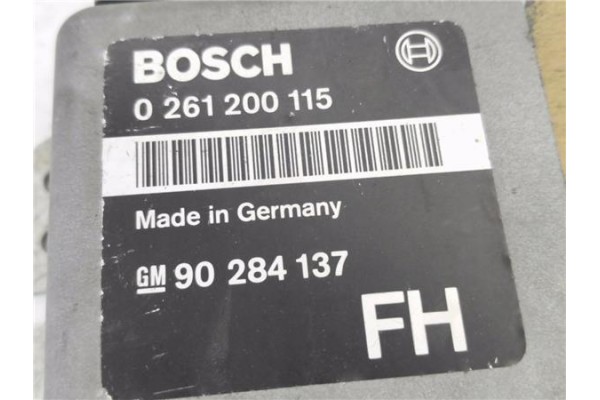 BOSCH
0 261 200 115
Made in Germany
GM 90 284 137
FH